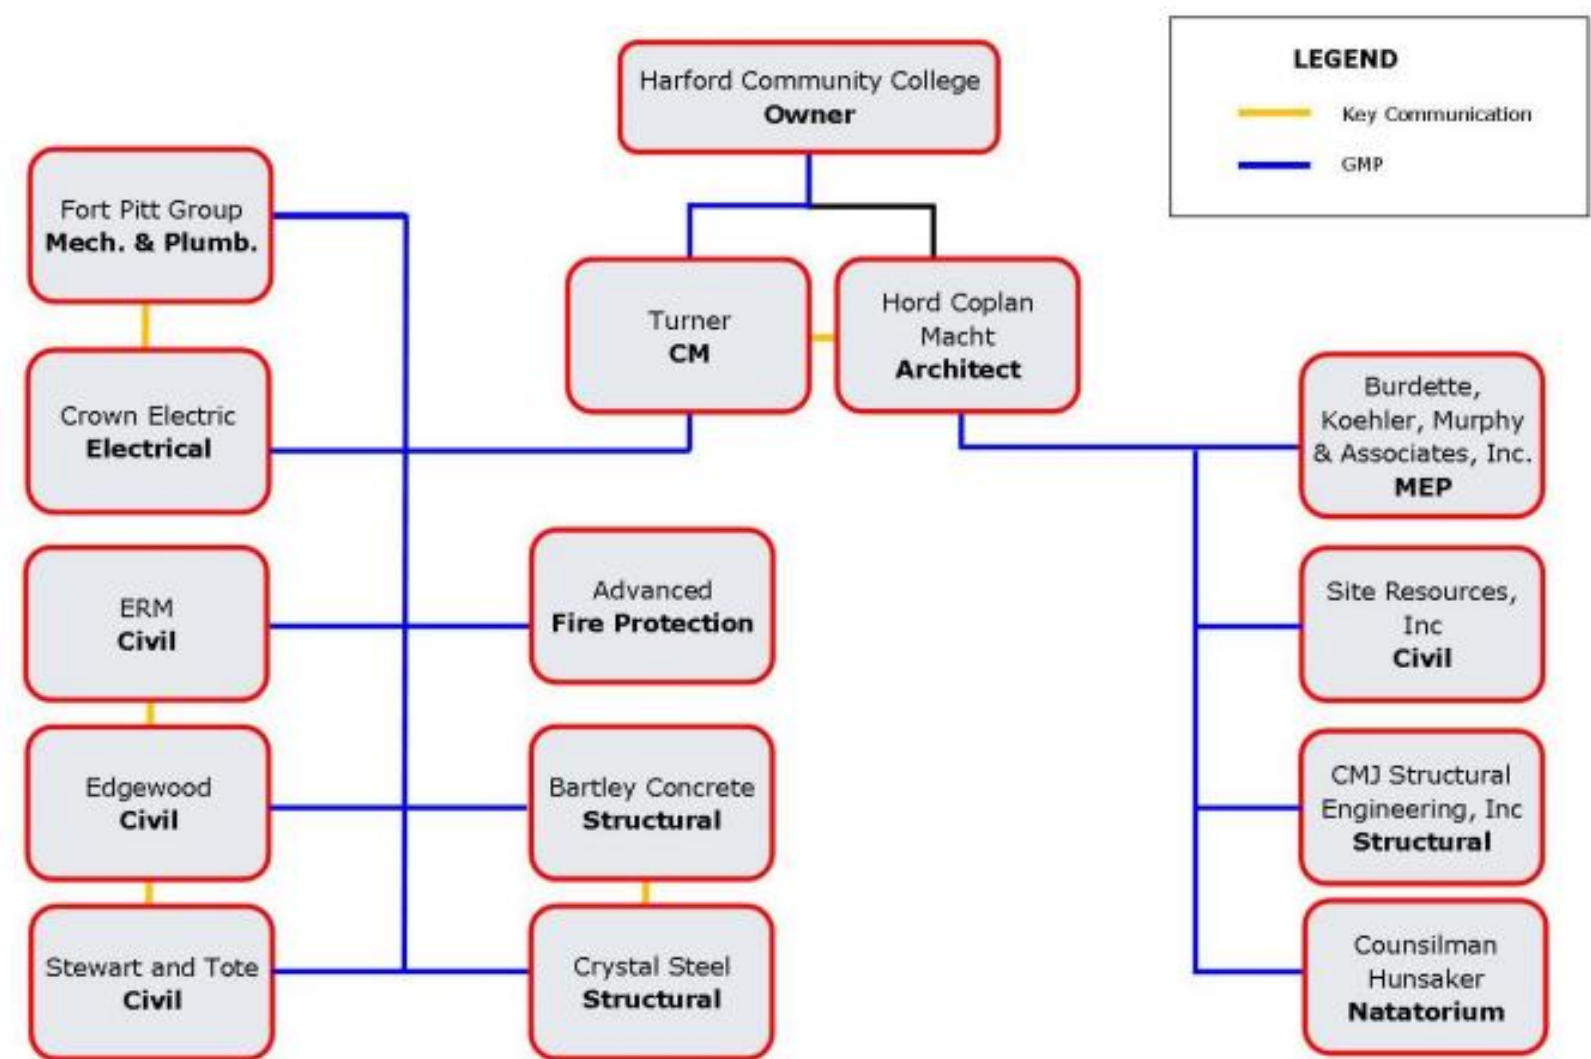 LEGEND
Key Communication
GMP
Harford Community College
Owner
Fort Pitt Group
Mech. & Plumb.
Turner
CM
Hord Coplan
Macht
Architect
Crown Electric
Electrical
Burdette,
Koehler, Murphy
& Associates, Inc.
MEP
ERM
Civil
Advanced
Fire Protection
Site Resources,
Inc
Civil
Edgewood
Civil
Bartley Concrete
Structural
CMJ Structural
Engineering, Inc
Structural
Stewart and Tote
Civil
Crystal Steel
Structural
Counsilman
Hunsaker
Natatorium